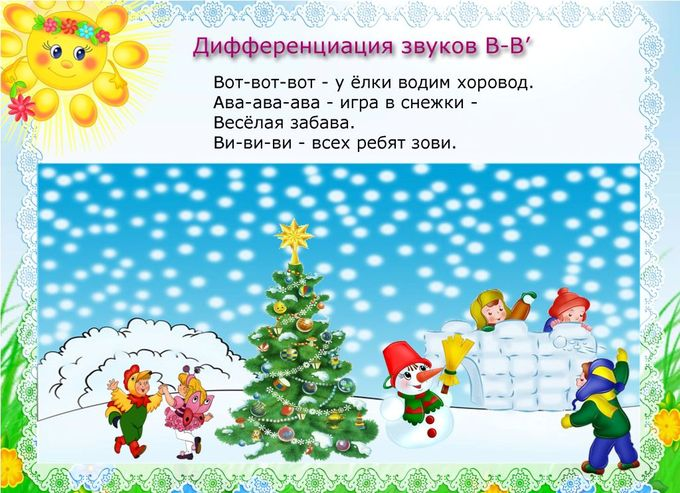 Дифференциация звуков В-В′
Вот-вот-вот - у ёлки водим хоровод.
Ава-ава-ава - игра в снежки -
Весёлая забава.
Ви-ви-ви - всех ребят зови.